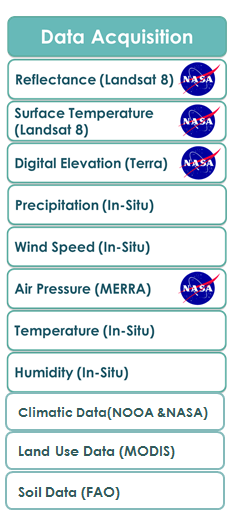 Data Acquisition
Reflectance (Landsat 8)
NASA
Surface Temperature
(Landsat 8)
NASA
Digital Elevation (Terra)
NASA
Precipitation (In-Situ)
Wind Speed (In-Situ)
Air Pressure (MERRA)
NASA
Temperature (In-Situ)
Humidity (In-Situ)
Climatic Data(NOOA &NASA)
Land Use Data (MODIS)
Soil Data (FAO)